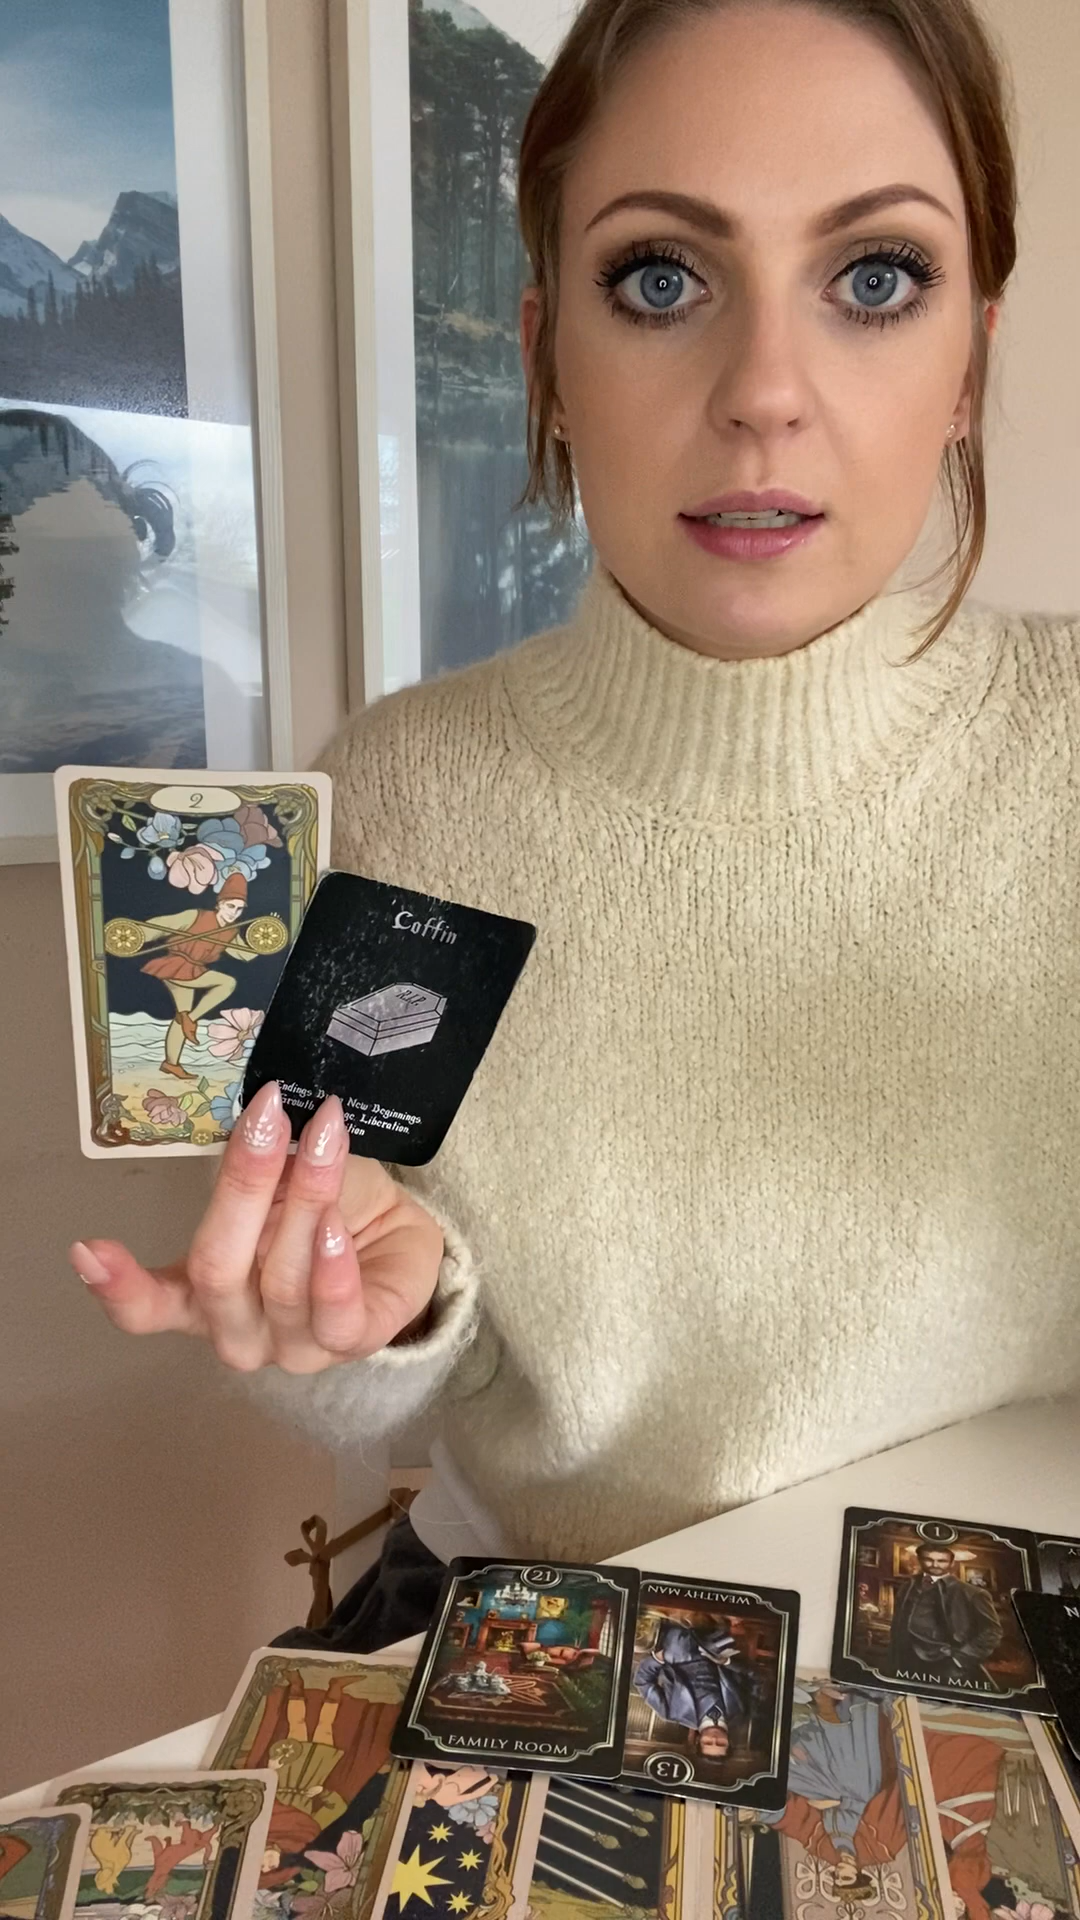 2
Coffin
R.I.P.
Endings New Beginnings,
Growth Liberation,
21
FAMILY ROOM
WEALTHY MAN
13
1
MAIN MALE
N